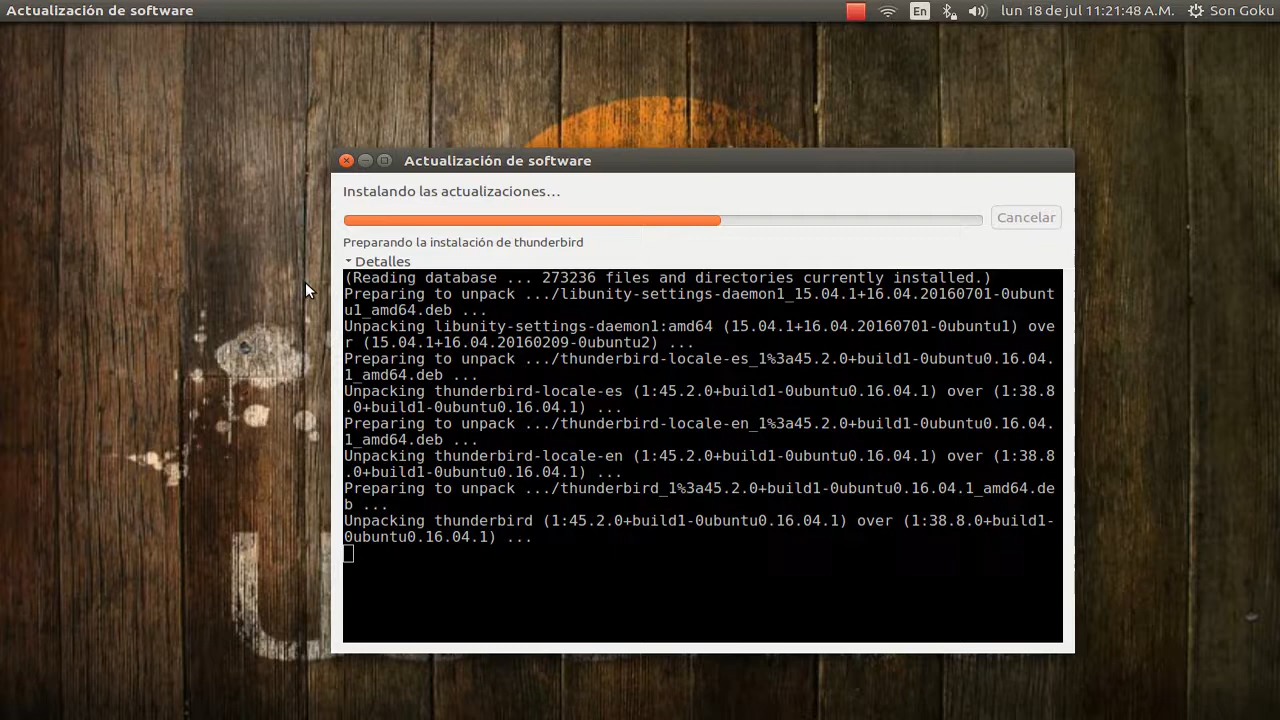 Actualización de software
En
lun 18 de jul 11:21:48 A.M.
Son Goku
Actualización de software
Instalando las actualizaciones…
Cancelar
Preparando la instalación de thunderbird
Detalles
(Reading database ... 273236 files and directories currently installed.)
Preparing to unpack .../libunity-settings-daemon1_15.04.1+16.04.20160701-0ubunt
u1_amd64.deb ...
Unpacking libunity-settings-daemon1:amd64 (15.04.1+16.04.20160701-0ubuntu1) ove
r (15.04.1+16.04.20160209-0ubuntu2) ...
Preparing to unpack .../thunderbird-locale-es_1%3a45.2.0+build1-0ubuntu0.16.04.
1_amd64.deb ...
Unpacking thunderbird-locale-es (1:45.2.0+build1-0ubuntu0.16.04.1) over (1:38.8
.0+build1-0ubuntu0.16.04.1) ...
Preparing to unpack .../thunderbird-locale-en_1%3a45.2.0+build1-0ubuntu0.16.04.
1_amd64.deb ...
Unpacking thunderbird-locale-en (1:45.2.0+build1-0ubuntu0.16.04.1) over (1:38.8
.0+build1-0ubuntu0.16.04.1) ...
Preparing to unpack .../thunderbird_1%3a45.2.0+build1-0ubuntu0.16.04.1_amd64.de
b ...
Unpacking thunderbird (1:45.2.0+build1-0ubuntu0.16.04.1) over (1:38.8.0+build1-
0ubuntu0.16.04.1) ...